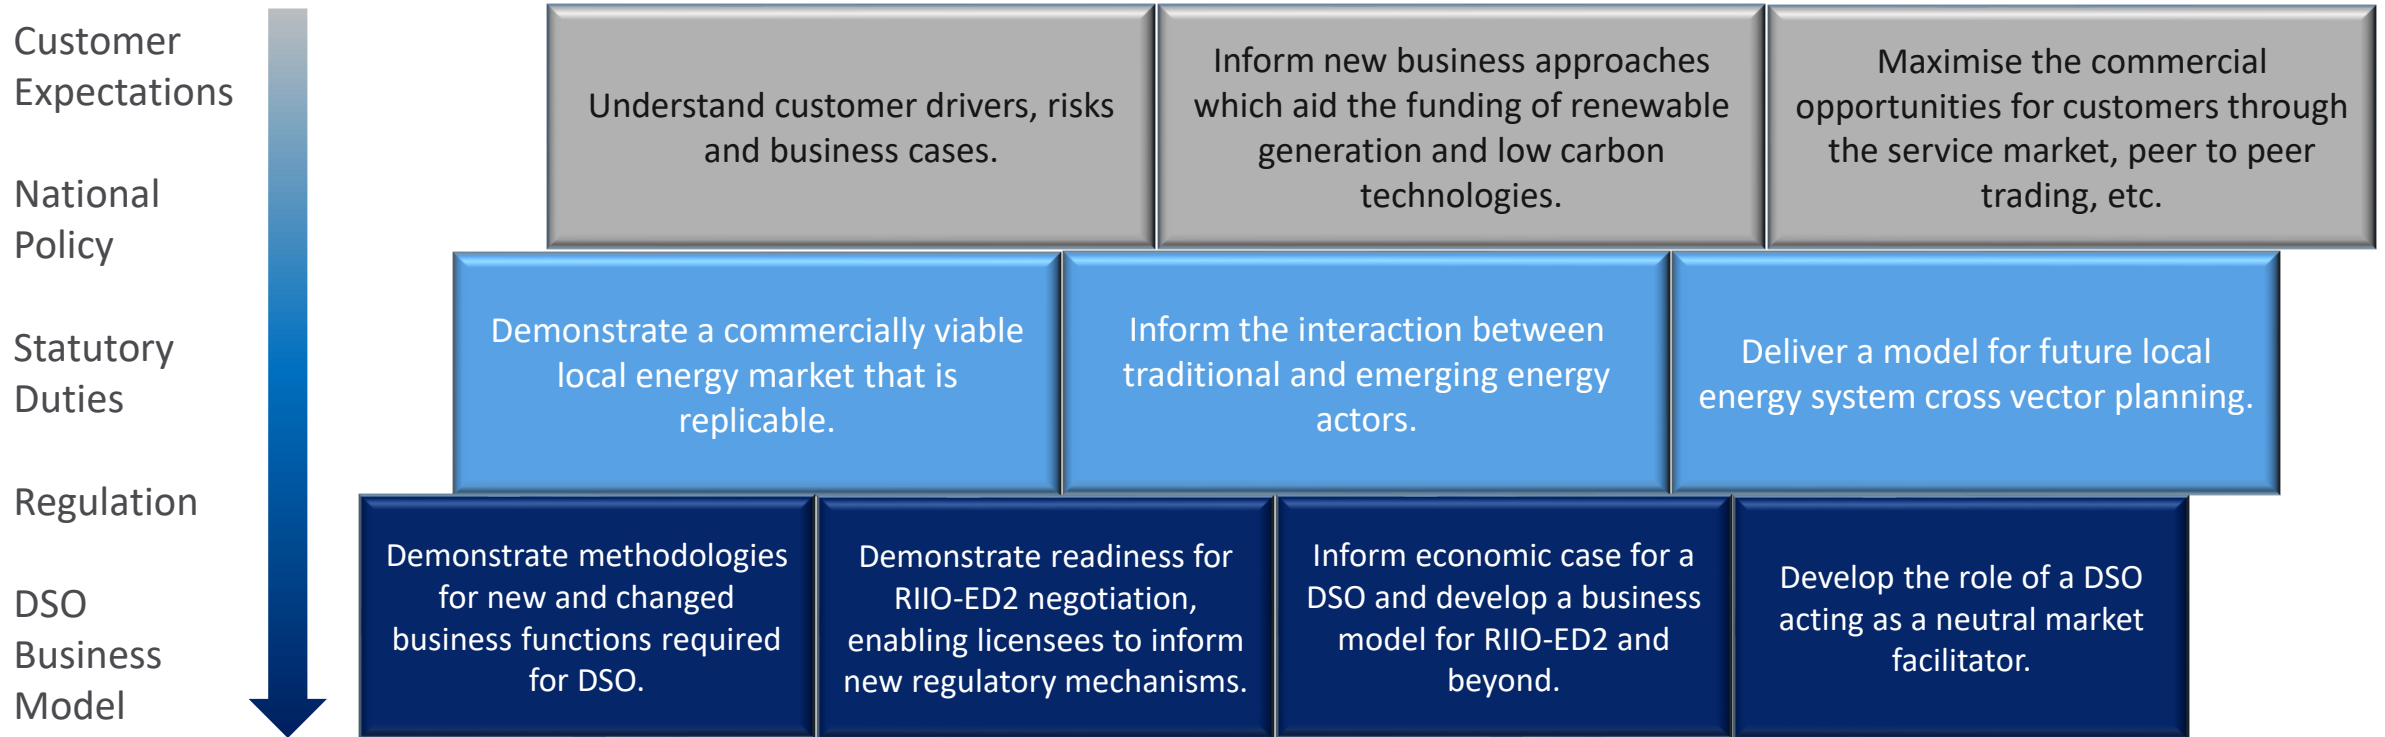 Customer
Expectations
National
Policy
Statutory
Duties
Regulation
DSO
Business
Model
Understand customer drivers, risks
and business cases.
Inform new business approaches
which aid the funding of renewable
generation and low carbon
technologies.
Maximise the commercial
opportunities for customers through
the service market, peer to peer
trading, etc.
Demonstrate a commercially viable
local energy market that is
replicable.
Inform the interaction between
traditional and emerging energy
actors.
Deliver a model for future local
energy system cross vector planning.
Demonstrate methodologies
for new and changed
business functions required
for DSO.
Demonstrate readiness for
RIIO-ED2 negotiation,
enabling licensees to inform
new regulatory mechanisms.
Inform economic case for a
DSO and develop a business
model for RIIO-ED2 and
beyond.
Develop the role of a DSO
acting as a neutral market
facilitator.